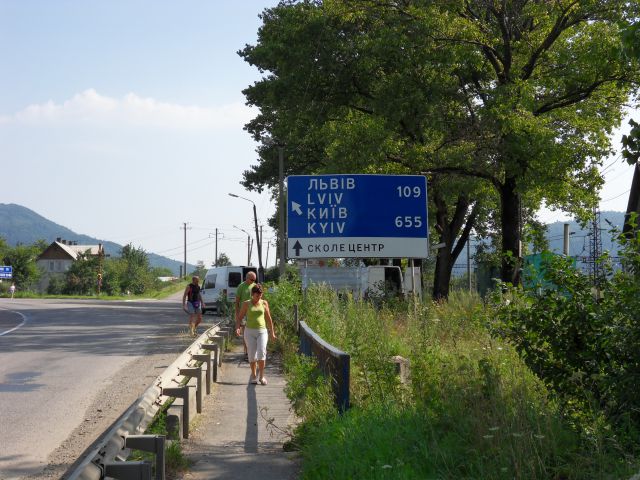 ЛЬВІВ 109
LVIV
КИЇВ 655
KYIV
СКОЛЕ ЦЕНТР